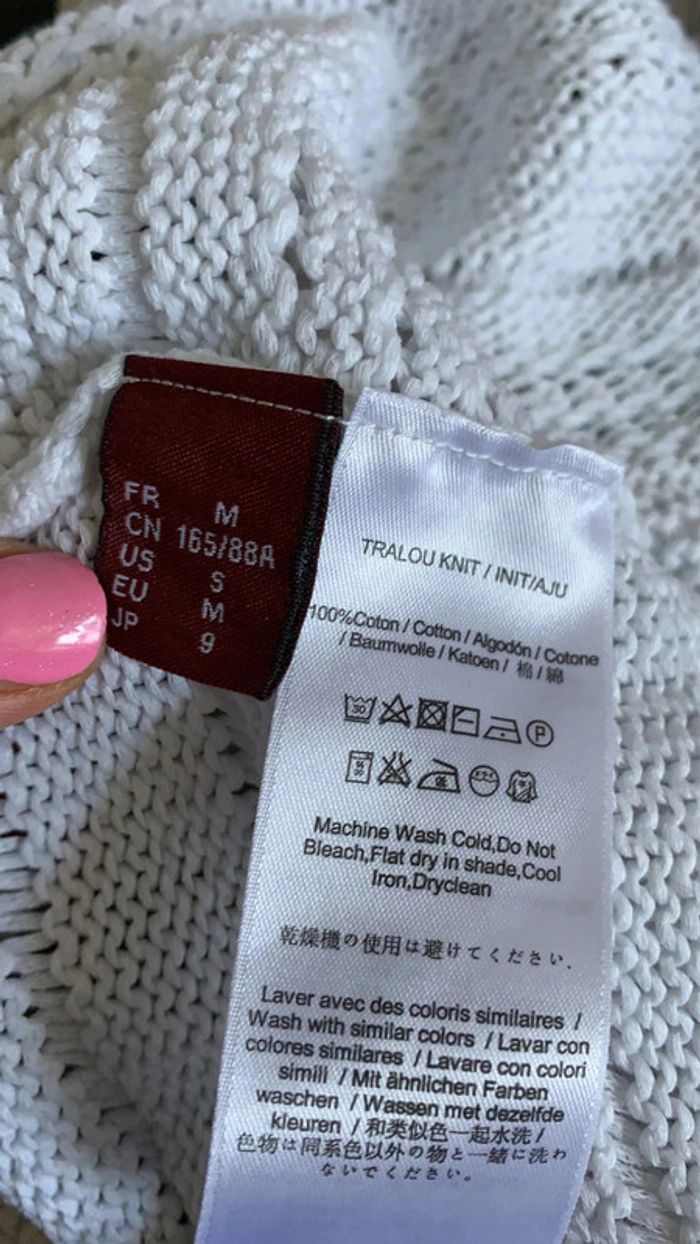 FR M
CN 165/88A
US S
EU M
JP 9
TRALOU KNIT / INIT/AJU
100%Coton / Cotton / Algodón / Cotone
/ Baumwolle / Katoen / 棉 / 綿
30
P
Machine Wash Cold,Do Not
Bleach,Flat dry in shade,Cool
Iron,Dryclean
乾燥機の使用は避けてください.
Laver avec des coloris similaires /
Wash with similar colors / Lavar con
colores similares / Lavare con colori
simili / Mit ähnlichen Farben
waschen / Wassen met dezelfde
kleuren / 和类似色一起水洗 /
色物は同系色以外の物と一緒に洗わ
ないでください。